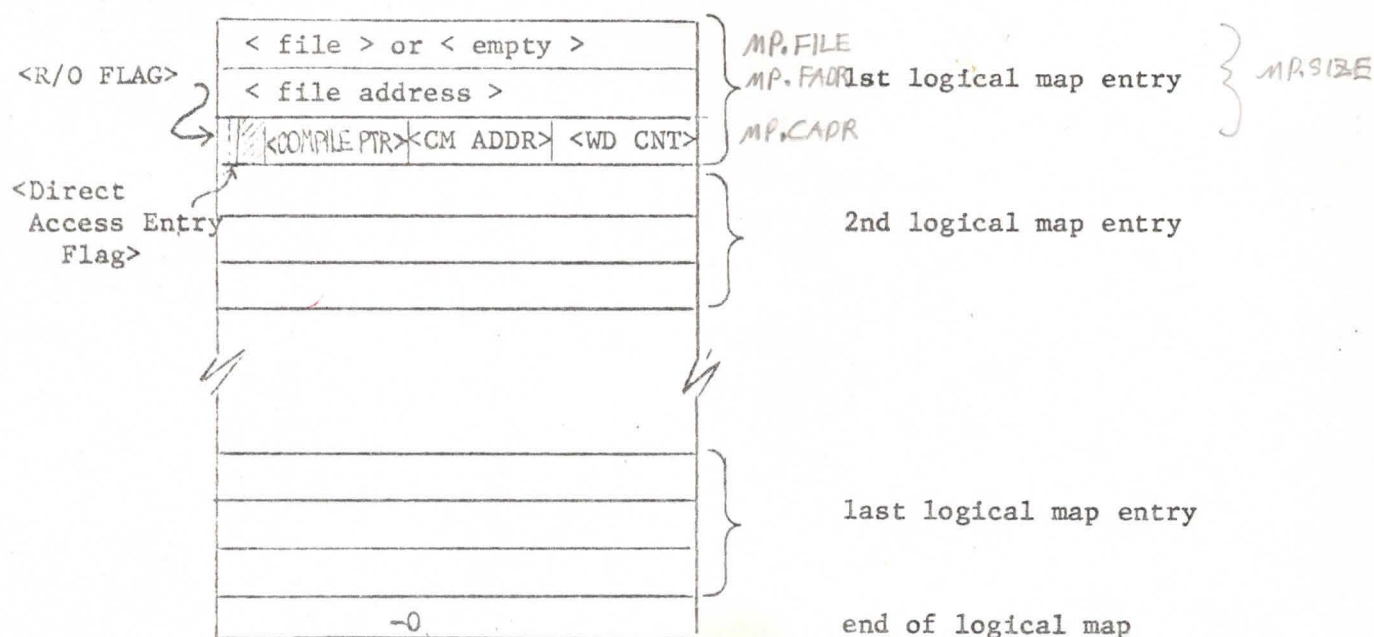 < file > or < empty >
MP.FILE
<R/O FLAG>
< file address >
MP.FADR
1st logical map entry
MP.SIZE
<COMPILE PTR>
<CM ADDR>
<WD CNT>
MP.CADR
<Direct
Access Entry
Flag>
2nd logical map entry
last logical map entry
-0
end of logical map